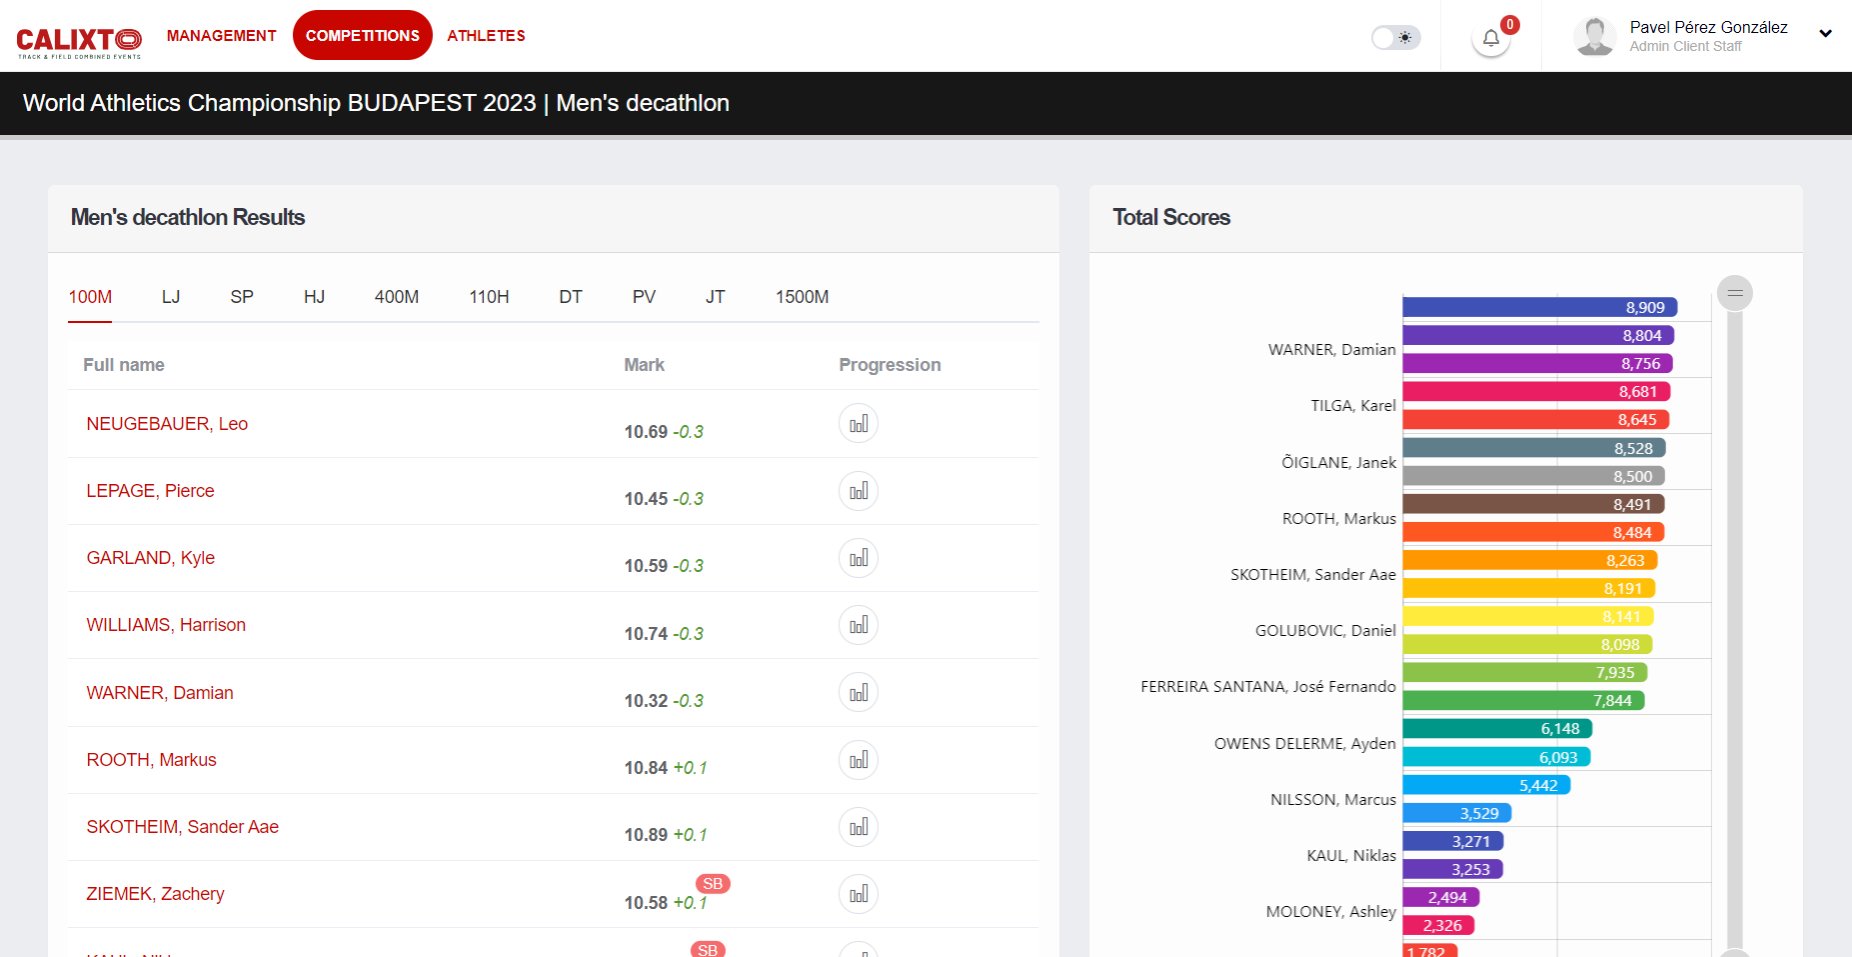 CALIXTO
TRACK & FIELD COMBINED EVENTS
MANAGEMENT
COMPETITIONS
ATHLETES
0
Pavel Pérez González
Admin Client Staff
World Athletics Championship BUDAPEST 2023 | Men's decathlon
Men's decathlon Results
100M LJ SP HJ 400M 110H DT PV JT 1500M
Full name Mark Progression
NEUGEBAUER, Leo 10.69 -0.3
LEPAGE, Pierce 10.45 -0.3
GARLAND, Kyle 10.59 -0.3
WILLIAMS, Harrison 10.74 -0.3
WARNER, Damian 10.32 -0.3
ROOTH, Markus 10.84 +0.1
SKOTHEIM, Sander Aae 10.89 +0.1
SB
ZIEMEK, Zachery 10.58 +0.1
SB
Total Scores
8,909
8,804
WARNER, Damian
8,756
8,681
TILGA, Karel
8,645
8,528
ÕIGLANE, Janek
8,500
8,491
ROOTH, Markus
8,484
8,263
SKOTHEIM, Sander Aae
8,191
8,141
GOLUBOVIC, Daniel
8,098
7,935
FERREIRA SANTANA, José Fernando
7,844
6,148
OWENS DELERME, Ayden
6,093
5,442
NILSSON, Marcus
3,529
3,271
KAUL, Niklas
3,253
2,494
MOLONEY, Ashley
2,326
1,782